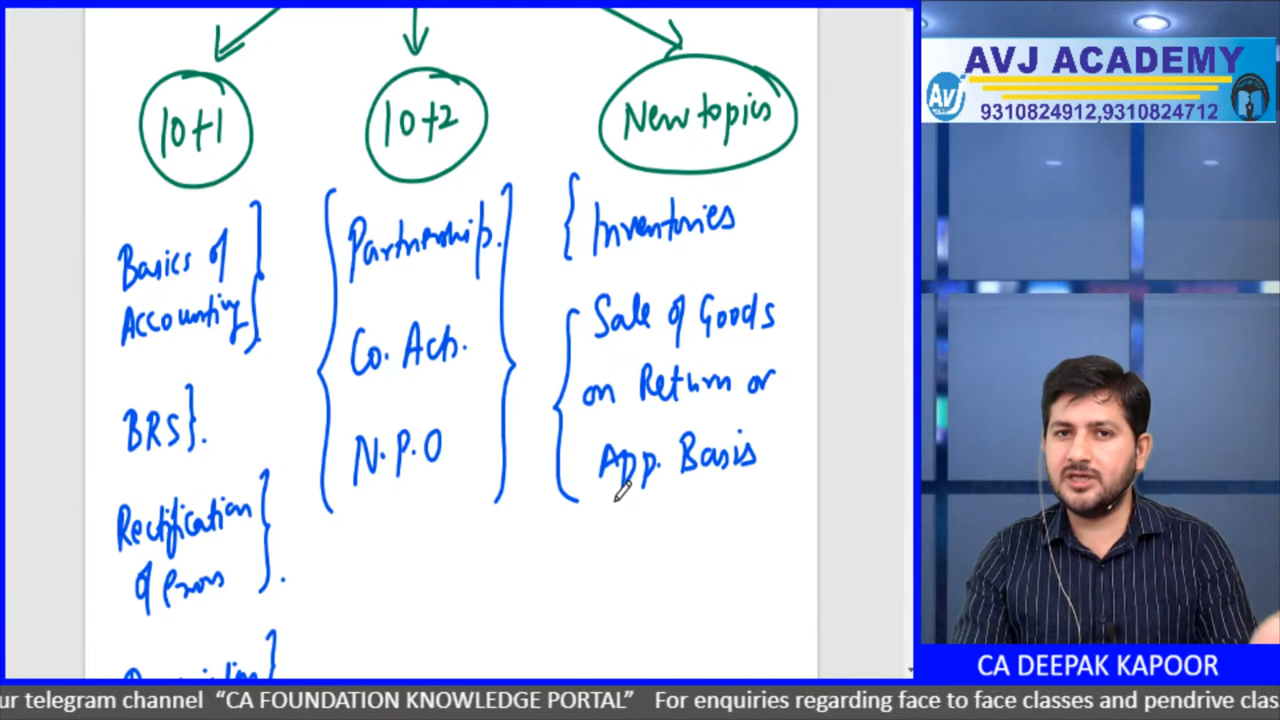 10+1
10+2
New topics
Basics of
Accounting
BRS
Rectification
of Errors
Partnership.
Co. Acts.
N.P.O
Inventories
Sale of Goods
on Return or
App. Basis
AVJ ACADEMY
AVJ
9310824912,9310824712
CA DEEPAK KAPOOR
ur telegram channel "CA FOUNDATION KNOWLEDGE PORTAL" For enquiries regarding face to face classes and pendrive clas